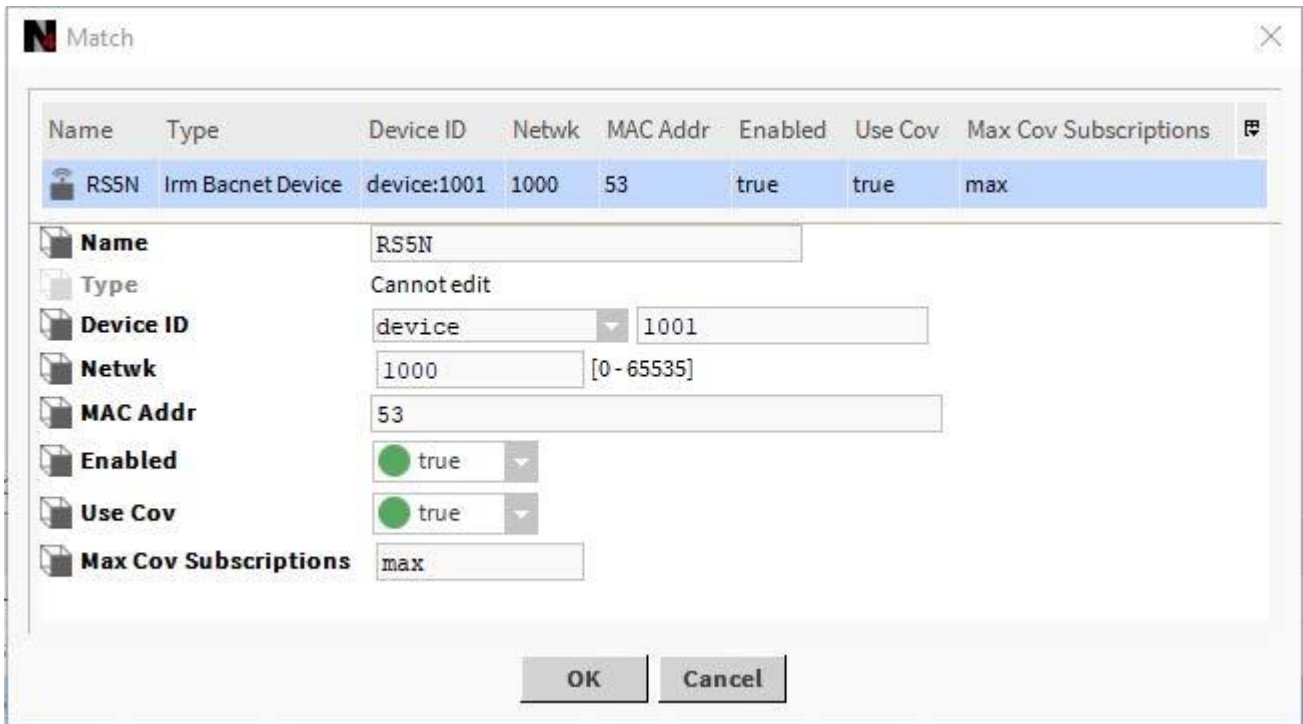 Match
Name Type Device ID Netwk MAC Addr Enabled Use Cov Max Cov Subscriptions
RS5N Irm Bacnet Device device:1001 1000 53 true true max
Name RS5N
Type Cannot edit
Device ID device 1001
Netwk 1000 [0 - 65535]
MAC Addr 53
Enabled true
Use Cov true
Max Cov Subscriptions max
OK Cancel